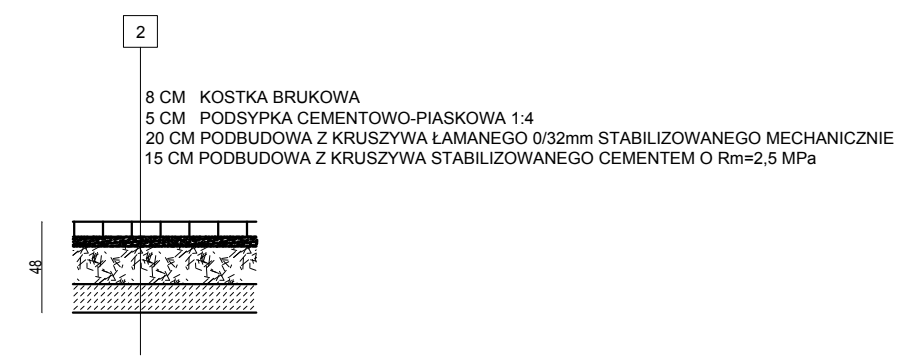 2
8 CM KOSTKA BRUKOWA
5 CM PODSYPKA CEMENTOWO-PIASKOWA 1:4
20 CM PODBUDOWA Z KRUSZYWA ŁAMANEGO 0/32mm STABILIZOWANEGO MECHANICZNIE
15 CM PODBUDOWA Z KRUSZYWA STABILIZOWANEGO CEMENTEM O Rm=2,5 MPa
48